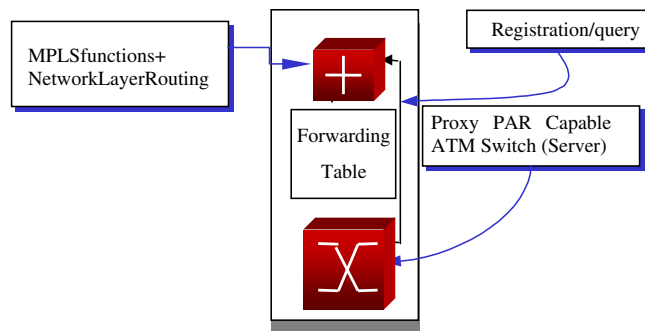 MPLSfunctions+
NetworkLayerRouting
Registration/query
Forwarding
Table
Proxy PAR Capable
ATM Switch (Server)